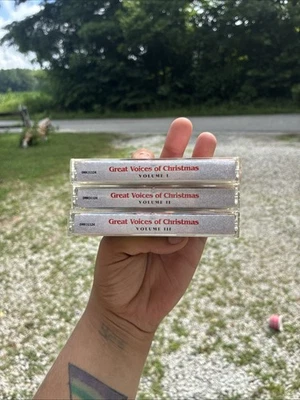 Great Voices of Christmas
VOLUME I
Great Voices of Christmas
VOLUME II
Great Voices of Christmas
VOLUME III